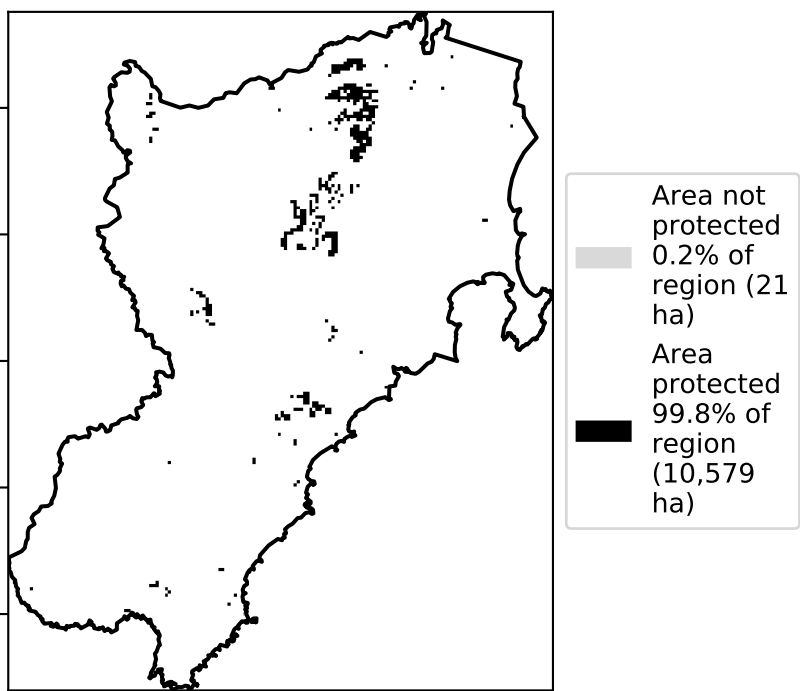 Area not
protected
0.2% of
region (21
ha)
Area
protected
99.8% of
region
(10,579
ha)